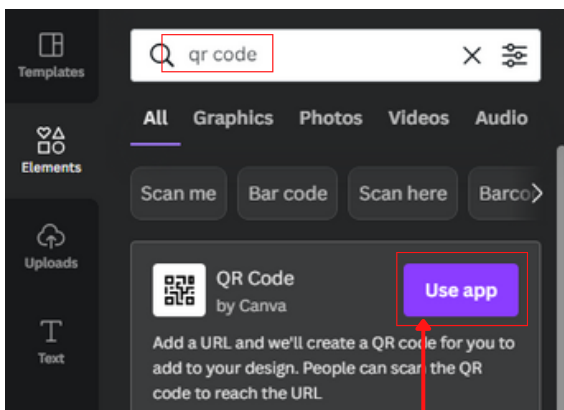 Templates
Elements
Uploads
Text
qr code
All Graphics Photos Videos Audio
Scan me Bar code Scan here Barco
QR Code
by Canva
Use app
Add a URL and we'll create a QR code for you to
add to your design. People can scan the QR
code to reach the URL